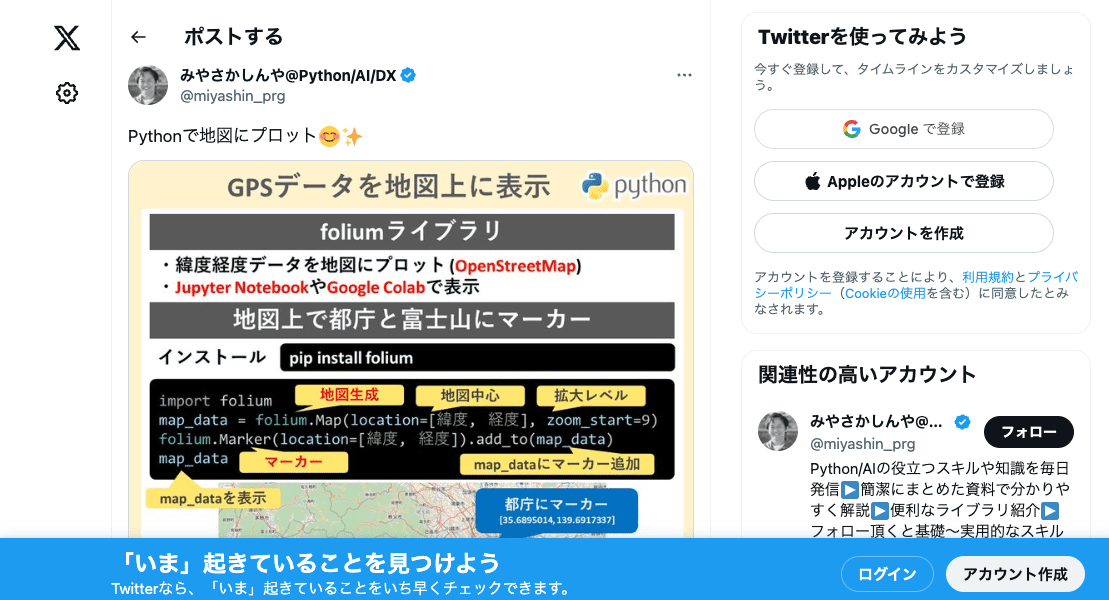 ポストする
みやさかしんや@Python/AI/DX
@miyashin_prg
Pythonで地図にプロット😊✨
GPSデータを地図上に表示
python
foliumライブラリ
・緯度経度データを地図にプロット (OpenStreetMap)
・Jupyter NotebookやGoogle Colabで表示
地図上で都庁と富士山にマーカー
インストール
pip install folium
地図生成
地図中心
拡大レベル
import folium
map_data = folium.Map(location=[緯度, 経度], zoom_start=9)
folium.Marker(location=[緯度, 経度]).add_to(map_data)
map_data
マーカー
map_dataにマーカー追加
map_dataを表示
都庁にマーカー
[35.6895014,139.6917337]
Twitterを使ってみよう
今すぐ登録して、タイムラインをカスタマイズしましょ
う。
Google で登録
Appleのアカウントで登録
アカウントを作成
アカウントを登録することにより、利用規約とプライバ
シーポリシー（Cookieの使用を含む）に同意したとみ
なされます。
関連性の高いアカウント
みやさかしんや@...
@miyashin_prg
フォロー
Python/AIの役立つスキルや知識を毎日
発信▶️簡潔にまとめた資料で分かりや
すく解説▶️便利なライブラリ紹介▶️
フォロー頂くと基礎〜実用的なスキル
「いま」起きていることを見つけよう
Twitterなら、「いま」起きていることをいち早くチェックできます。
ログイン
アカウント作成